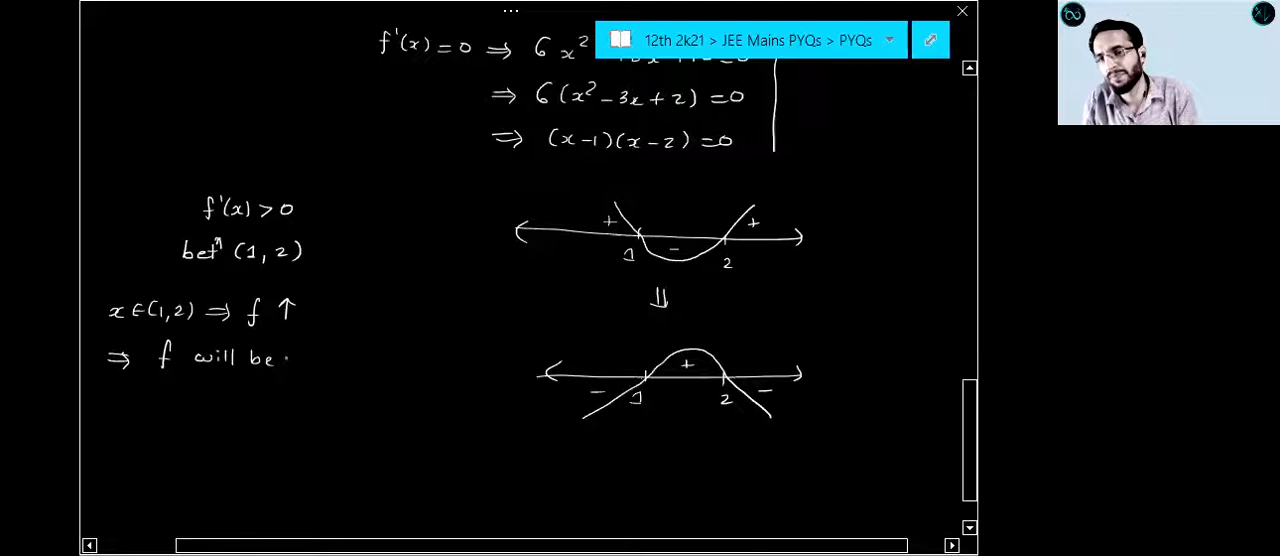 12th 2k21 > JEE Mains PYQs > PYQs
f'(x) = 0 ⇒ 6x²
⇒ 6(x² - 3x + 2) = 0
⇒ (x-1)(x-2) = 0
f'(x) > 0
betⁿ (1, 2)
+ - +
1 2
⇓
x ∈ (1, 2) ⇒ f ↑
⇒ f will be
- + -
1 2